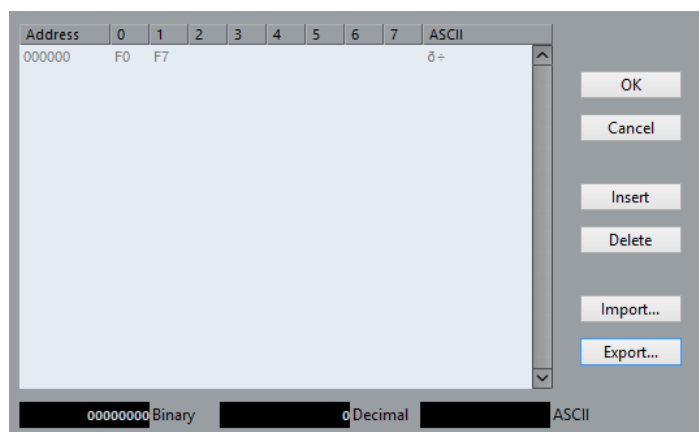 Address 0 1 2 3 4 5 6 7 ASCII
000000 F0 F7 ð÷
OK
Cancel
Insert
Delete
Import...
Export...
00000000 Binary 0 Decimal ASCII